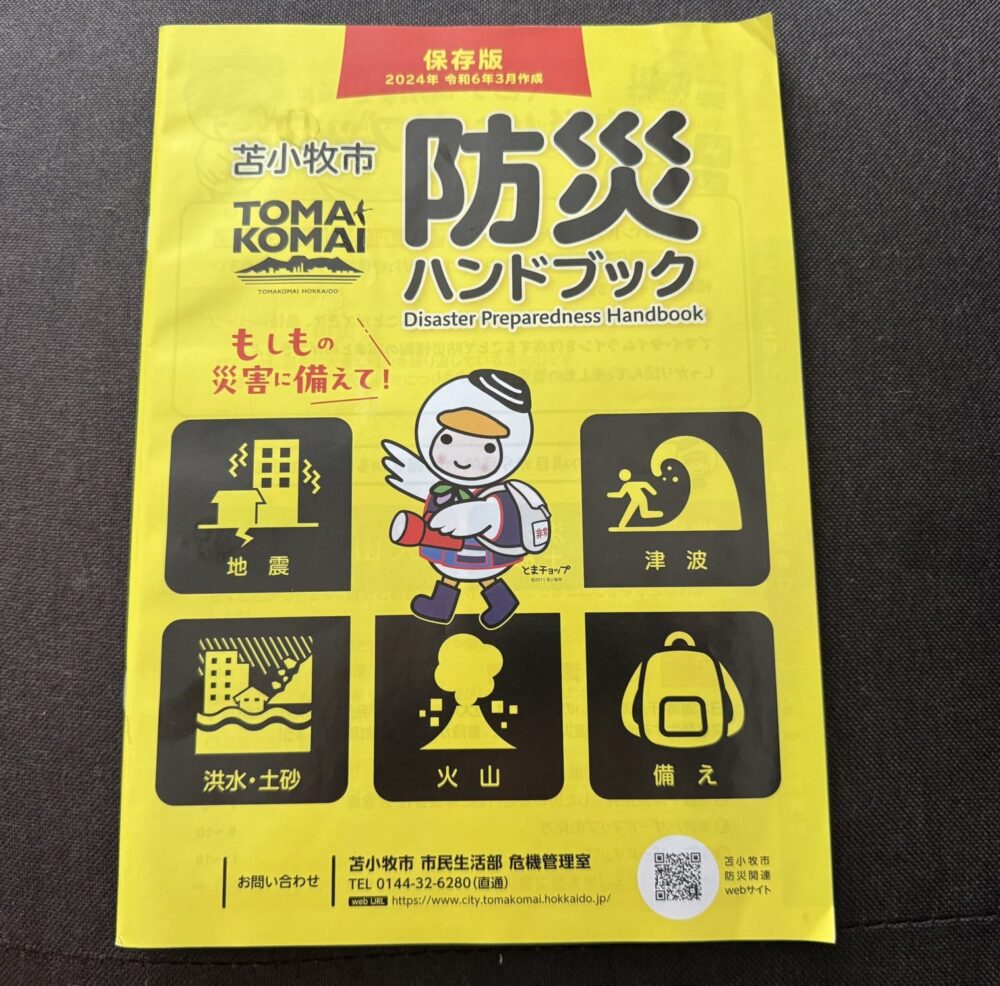 保存版
2024年 令和6年3月作成
苫小牧市
TOMA
KOMAI
TOMAKOMAI HOKKAIDO
防災
ハンドブック
Disaster Preparedness Handbook
もしもの
災害に備えて!
非常
とまチョップ
地震
津波
洪水・土砂
火山
備え
お問い合わせ
苫小牧市 市民生活部 危機管理室
TEL 0144-32-6280(直通)
web URL https://www.city.tomakomai.hokkaido.jp/
苫小牧市
防災関連
webサイト